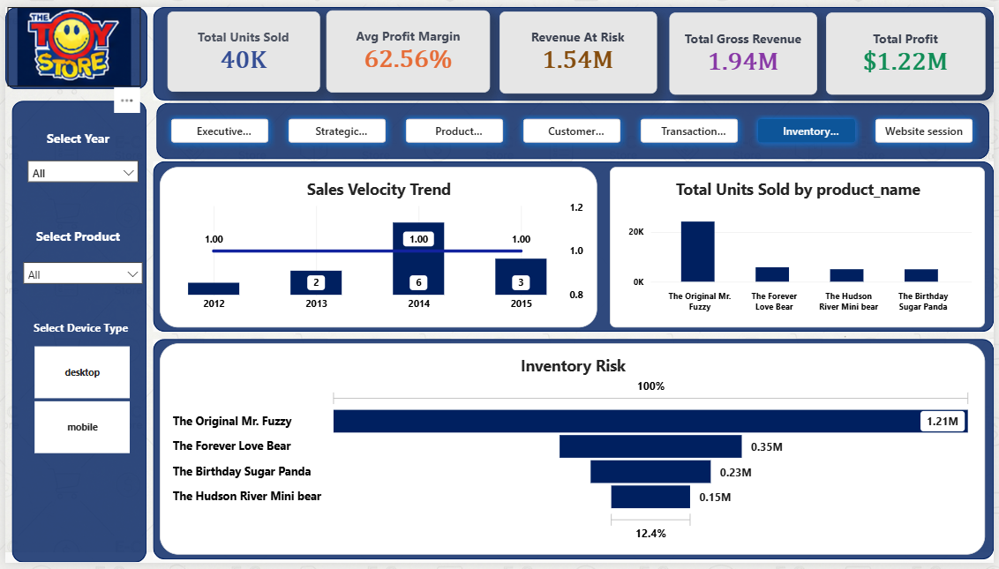 THE
TOY
STORE
Total Units Sold
40K
Avg Profit Margin
62.56%
Revenue At Risk
1.54M
Total Gross Revenue
1.94M
Total Profit
$1.22M
...
Executive...
Strategic...
Product...
Customer...
Transaction...
Inventory...
Website session
Select Year
All
Select Product
All
Select Device Type
desktop
mobile
Sales Velocity Trend
1.2
1.0
0.8
1.00
1.00
1.00
2
6
3
2012
2013
2014
2015
Total Units Sold by product_name
20K
0K
The Original Mr.
Fuzzy
The Forever
Love Bear
The Hudson
River Mini bear
The Birthday
Sugar Panda
Inventory Risk
100%
The Original Mr. Fuzzy
1.21M
The Forever Love Bear
0.35M
The Birthday Sugar Panda
0.23M
The Hudson River Mini bear
0.15M
12.4%